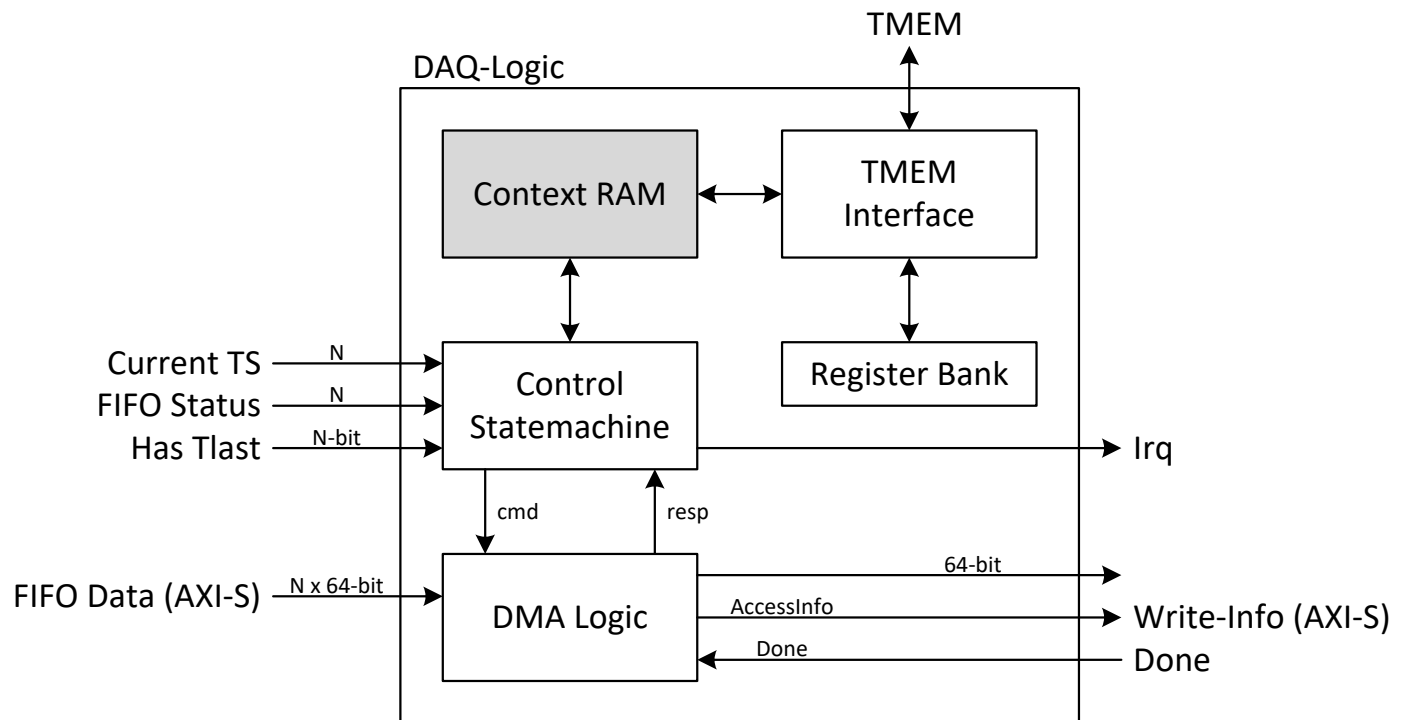 TMEM
DAQ-Logic
Context RAM
TMEM
Interface
Current TS
N
FIFO Status
N
Has Tlast
N-bit
Control
Statemachine
Register Bank
Irq
cmd
resp
FIFO Data (AXI-S)
N x 64-bit
DMA Logic
64-bit
AccessInfo
Write-Info (AXI-S)
Done
Done